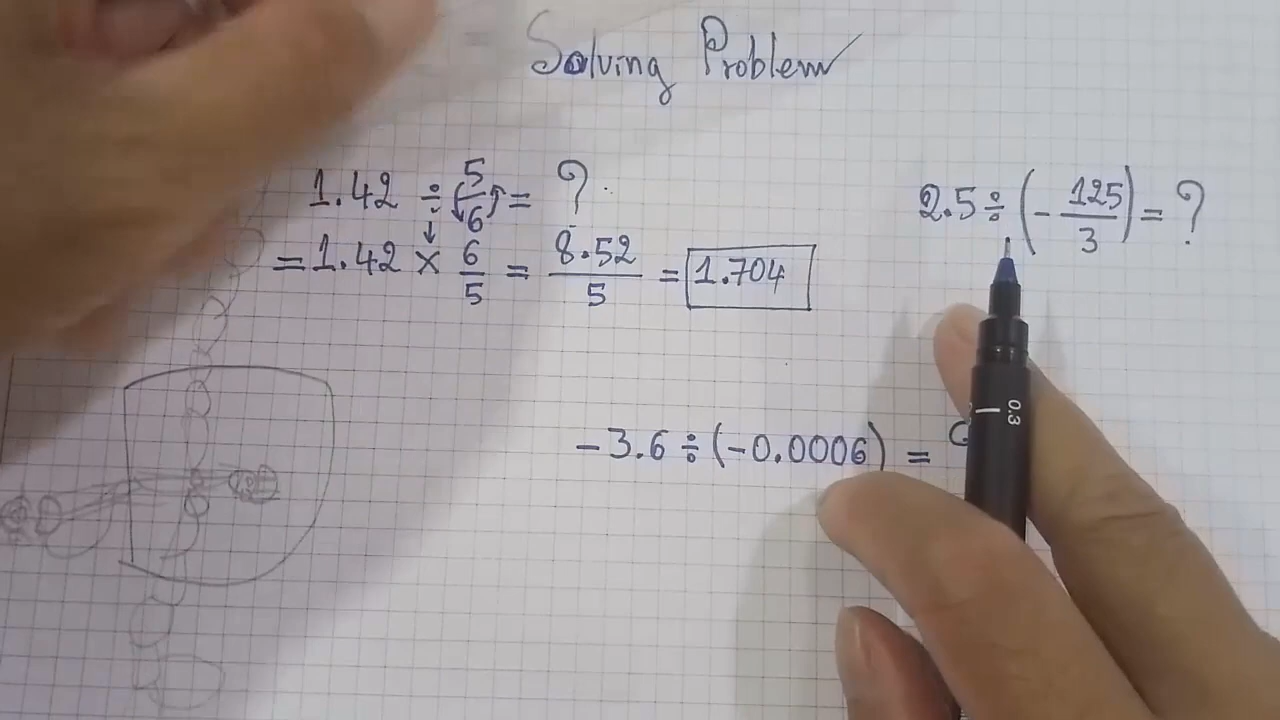 Solving Problem
1.42 ÷ 5/6 = ?
= 1.42 × 6/5 = 8.52/5 = 1.704
2.5 ÷ (- 125/3) = ?
-3.6 ÷ (-0.0006) =
0.3